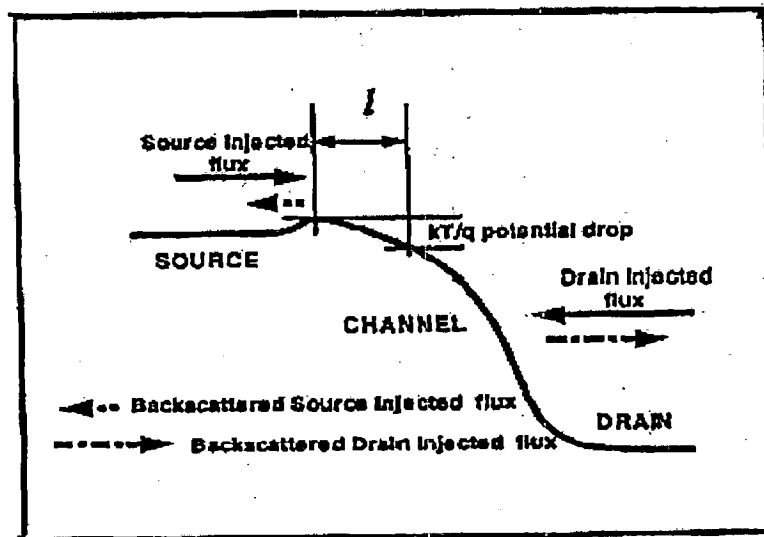 l
Source Injected
flux
kT/q potential drop
SOURCE
Drain Injected
flux
CHANNEL
Backscattered Source Injected flux
DRAIN
Backscattered Drain Injected flux